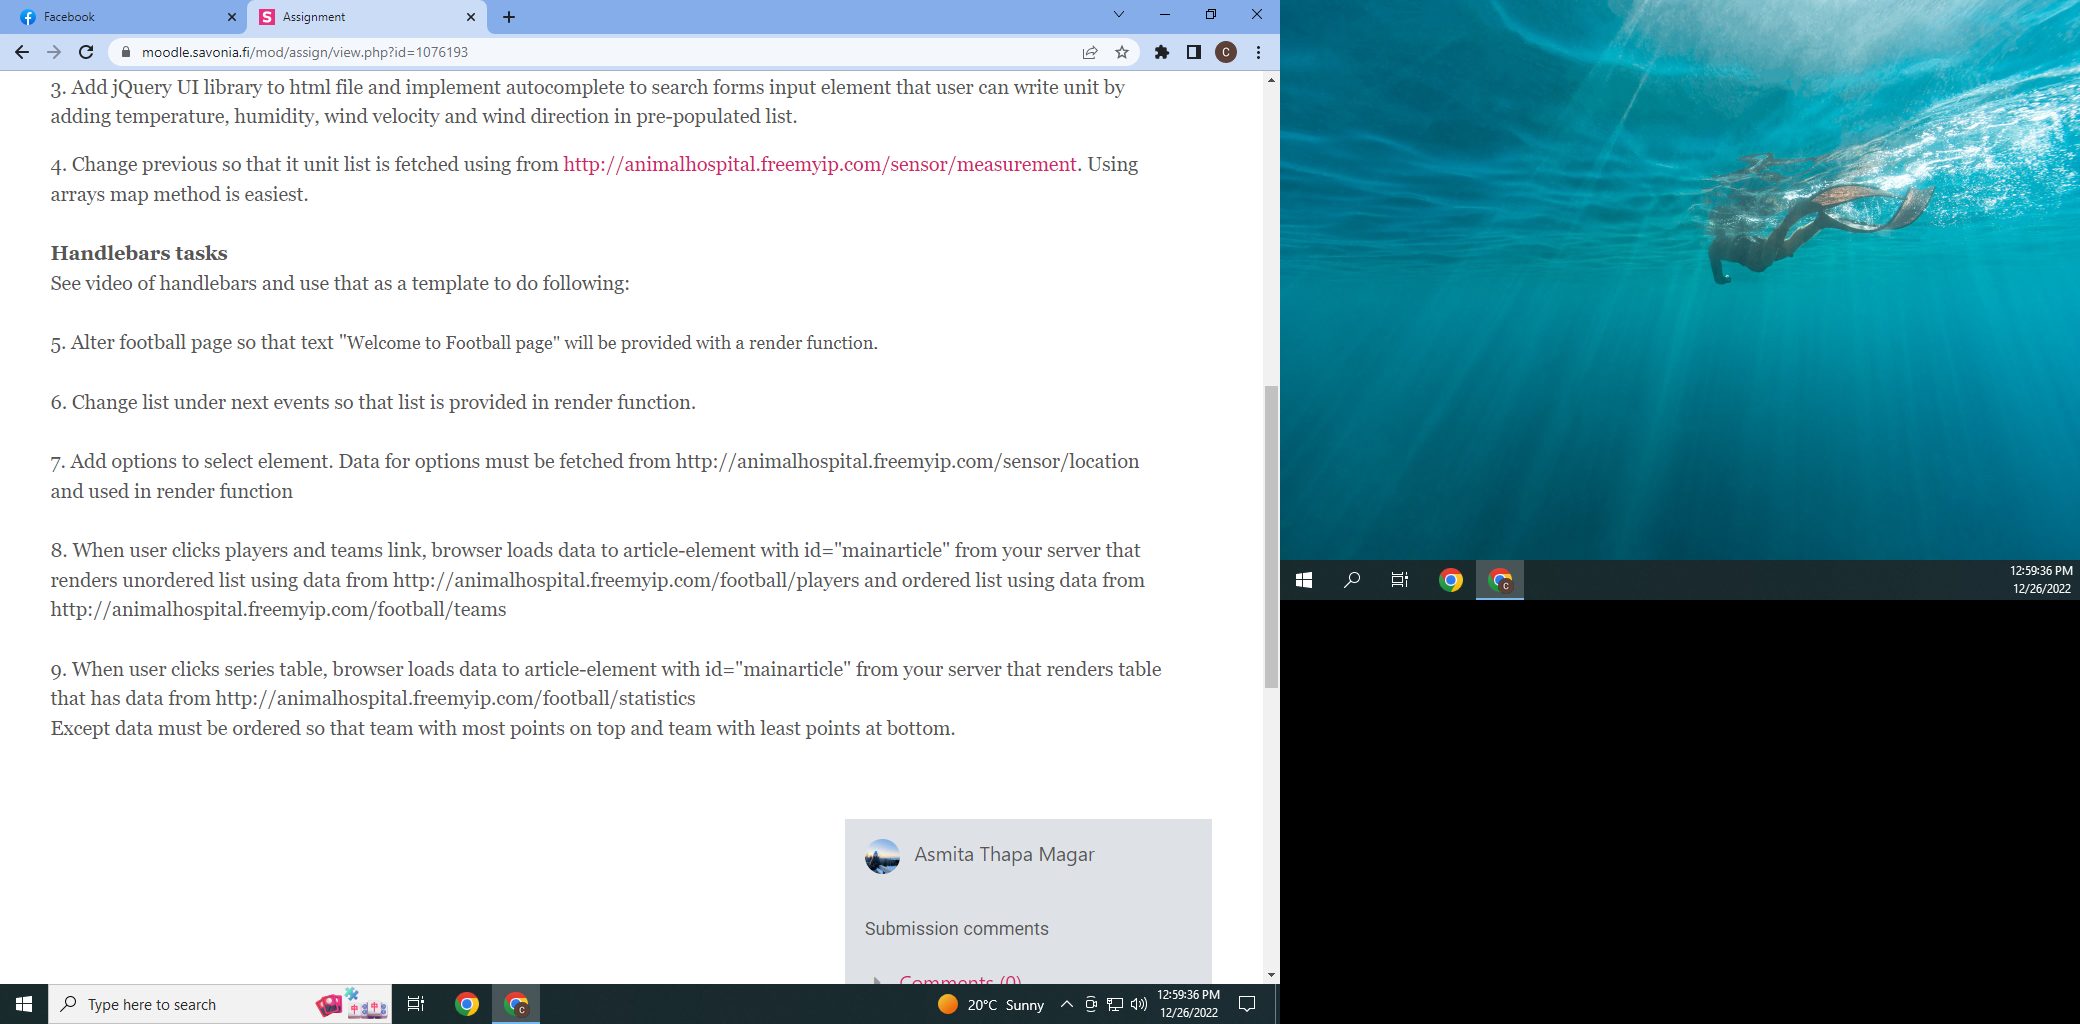 Facebook
Assignment
moodle.savonia.fi/mod/assign/view.php?id=1076193
C
3. Add jQuery UI library to html file and implement autocomplete to search forms input element that user can write unit by
adding temperature, humidity, wind velocity and wind direction in pre-populated list.
4. Change previous so that it unit list is fetched using from http://animalhospital.freemyip.com/sensor/measurement. Using
arrays map method is easiest.
Handlebars tasks
See video of handlebars and use that as a template to do following:
5. Alter football page so that text "Welcome to Football page" will be provided with a render function.
6. Change list under next events so that list is provided in render function.
7. Add options to select element. Data for options must be fetched from http://animalhospital.freemyip.com/sensor/location
and used in render function
8. When user clicks players and teams link, browser loads data to article-element with id="mainarticle" from your server that
renders unordered list using data from http://animalhospital.freemyip.com/football/players and ordered list using data from
http://animalhospital.freemyip.com/football/teams
9. When user clicks series table, browser loads data to article-element with id="mainarticle" from your server that renders table
that has data from http://animalhospital.freemyip.com/football/statistics
Except data must be ordered so that team with most points on top and team with least points at bottom.
Asmita Thapa Magar
Submission comments
Comments (0)
Type here to search
20°C Sunny
12:59:36 PM
12/26/2022
12:59:36 PM
12/26/2022